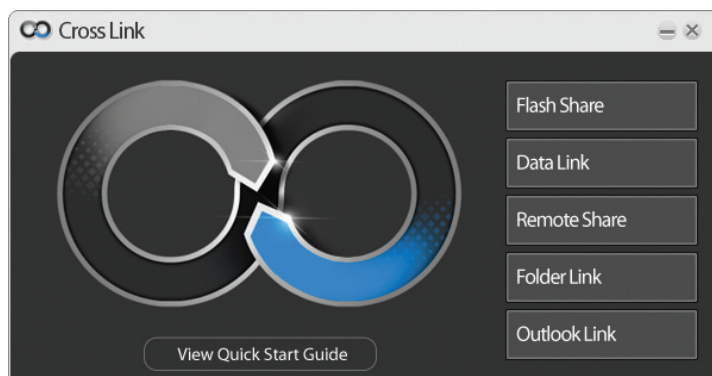 Cross Link
Flash Share
Data Link
Remote Share
Folder Link
Outlook Link
View Quick Start Guide